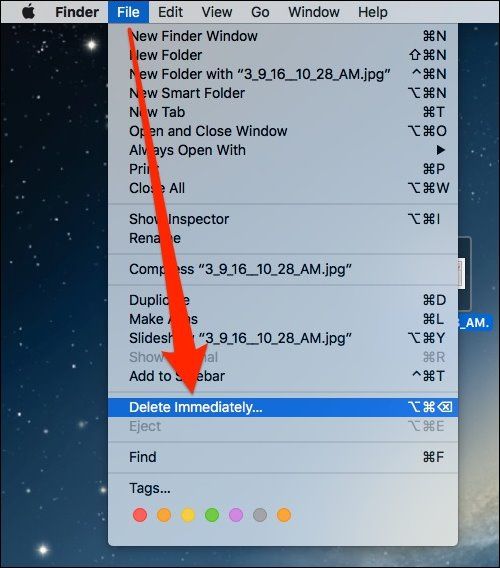 Finder File Edit View Go Window Help
New Finder Window ⌘N
New Folder ⇧⌘N
New Folder with “3_9_16__10_28_AM.jpg” ^⌘N
New Smart Folder ⌥⌘N
New Tab ⌘T
Open and Close Window ⌥⌘O
Always Open With ▶
Print ⌘P
Close All ⌥⌘W
Show Inspector ⌥⌘I
Rename
Compress “3_9_16__10_28_AM.jpg”
Duplicate ⌘D
Make Alias ⌘L
Slideshow “3_9_16__10_28_AM.jpg” ⌥⌘Y
Show ⌘R
Add to Sidebar ^⌘T
Delete Immediately... ⌥⌘⌫
Eject ⌥⌘E
Find ⌘F
Tags...
_AM.